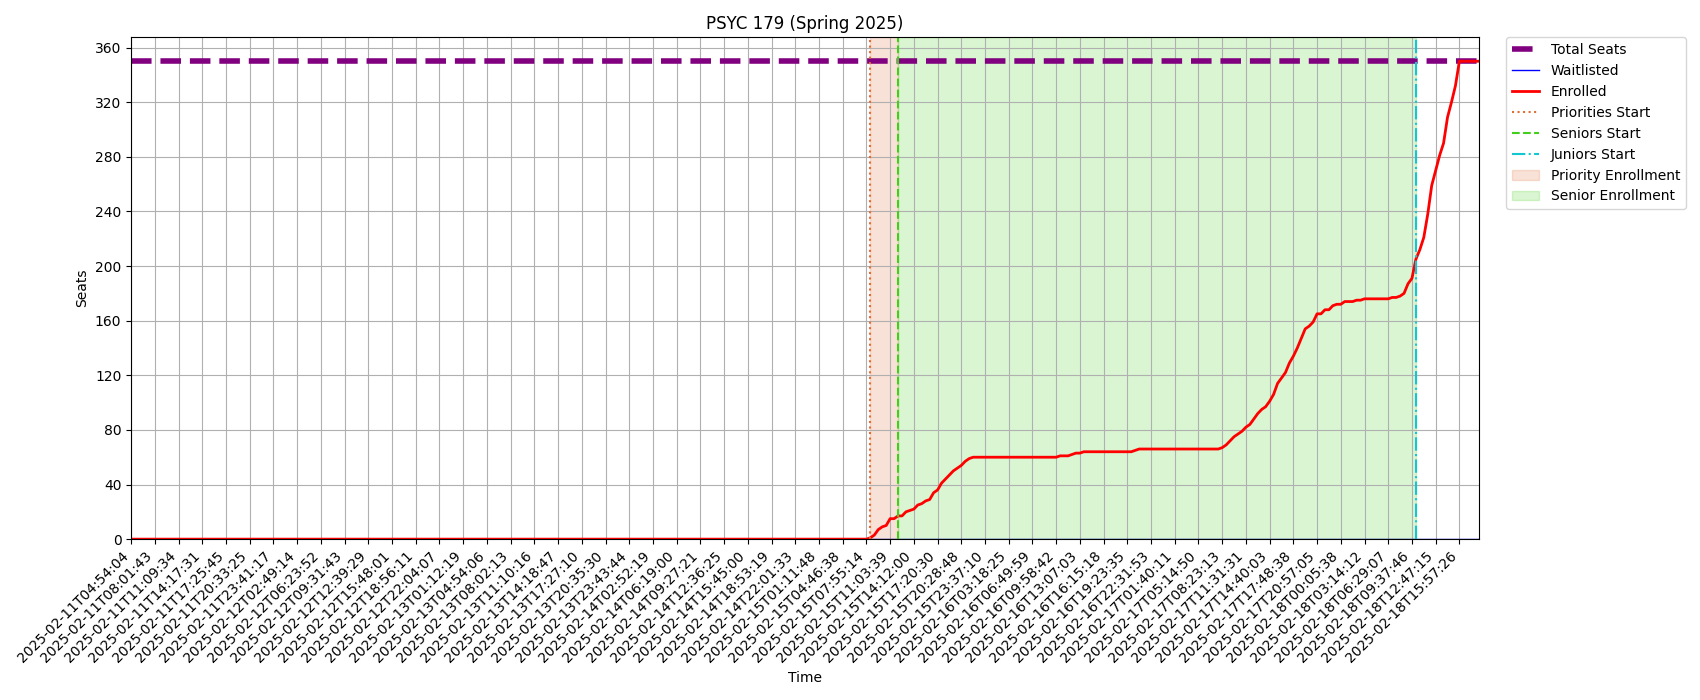 PSYC 179 (Spring 2025)
360
320
280
240
200
160
120
80
40
0
Seats
2025-02-11T04:54:04
2025-02-11T08:01:43
2025-02-11T11:09:34
2025-02-11T14:17:31
2025-02-11T17:25:45
2025-02-11T20:33:25
2025-02-11T23:41:17
2025-02-12T02:49:14
2025-02-12T06:23:52
2025-02-12T09:31:43
2025-02-12T12:39:29
2025-02-12T15:48:01
2025-02-12T18:56:11
2025-02-12T22:04:07
2025-02-13T01:12:19
2025-02-13T04:54:06
2025-02-13T08:02:13
2025-02-13T11:10:16
2025-02-13T14:18:47
2025-02-13T17:27:10
2025-02-13T20:35:30
2025-02-13T23:43:44
2025-02-14T02:52:19
2025-02-14T06:19:00
2025-02-14T09:27:21
2025-02-14T12:36:25
2025-02-14T15:45:00
2025-02-14T18:53:19
2025-02-14T22:01:33
2025-02-15T01:11:48
2025-02-15T04:46:38
2025-02-15T07:55:14
2025-02-15T11:03:39
2025-02-15T14:12:00
2025-02-15T17:20:30
2025-02-15T20:28:48
2025-02-15T23:37:10
2025-02-16T03:18:25
2025-02-16T06:49:59
2025-02-16T09:58:42
2025-02-16T13:07:03
2025-02-16T16:15:18
2025-02-16T19:23:35
2025-02-16T22:31:53
2025-02-17T01:40:11
2025-02-17T05:14:50
2025-02-17T08:23:13
2025-02-17T11:31:31
2025-02-17T14:40:03
2025-02-17T17:48:38
2025-02-17T20:57:05
2025-02-18T00:05:38
2025-02-18T03:14:12
2025-02-18T06:29:07
2025-02-18T09:37:46
2025-02-18T12:47:15
2025-02-18T15:57:26
Time
Total Seats
Waitlisted
Enrolled
Priorities Start
Seniors Start
Juniors Start
Priority Enrollment
Senior Enrollment